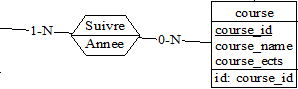 course
Suivre
course_id
1-N
0-N
course_name
Annee
course_ects
id: course_id